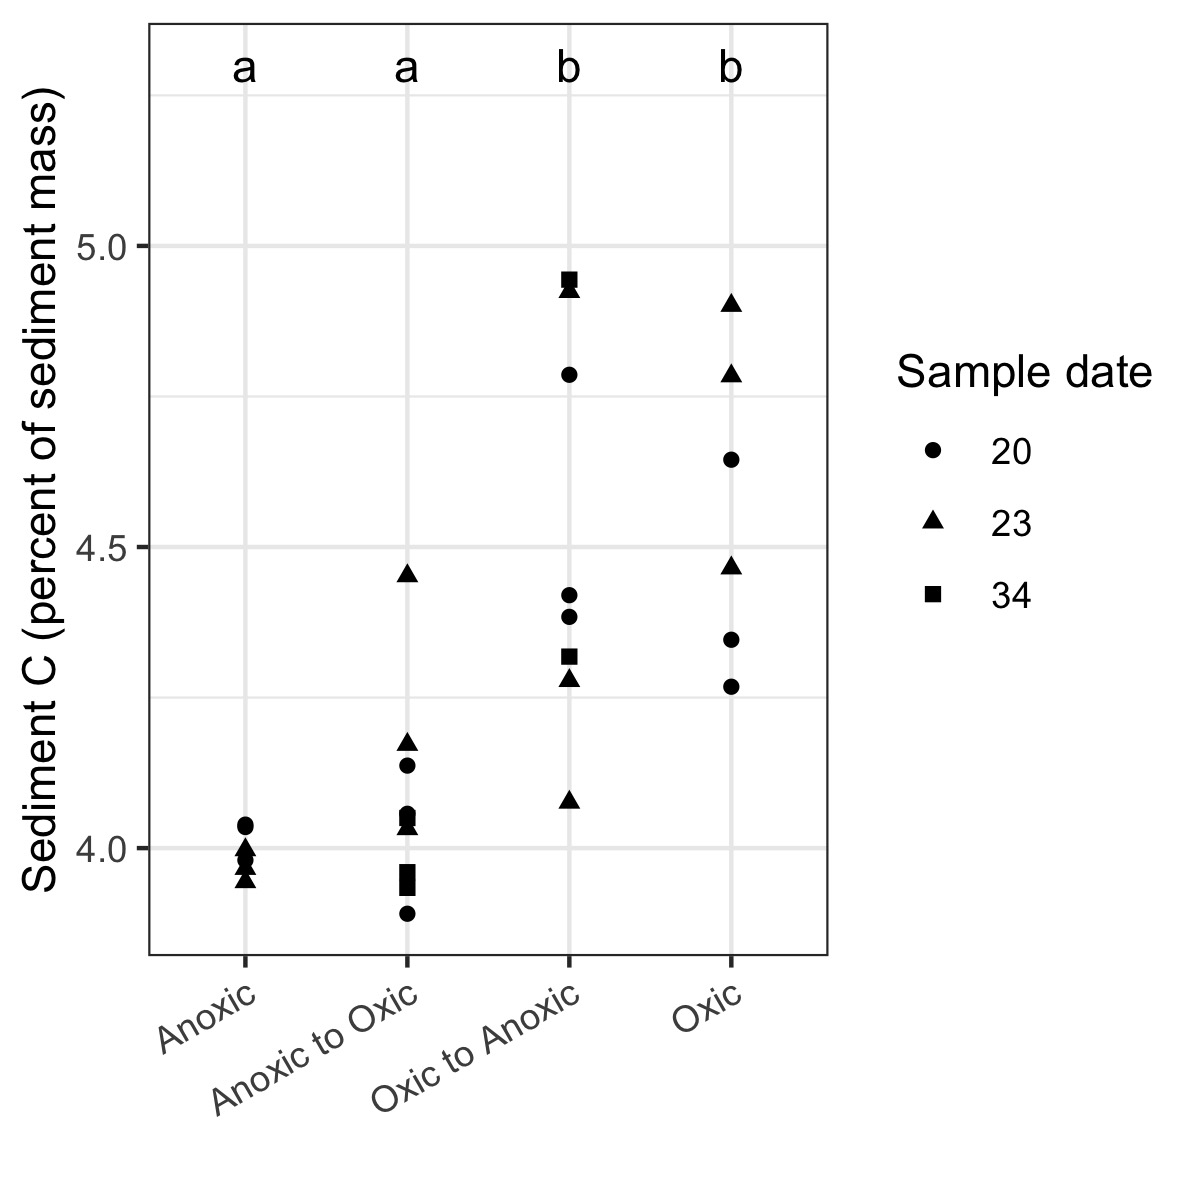 a a b b
Sediment C (percent of sediment mass)
5.0
4.5
4.0
Anoxic
Anoxic to Oxic
Oxic to Anoxic
Oxic
Sample date
20
23
34